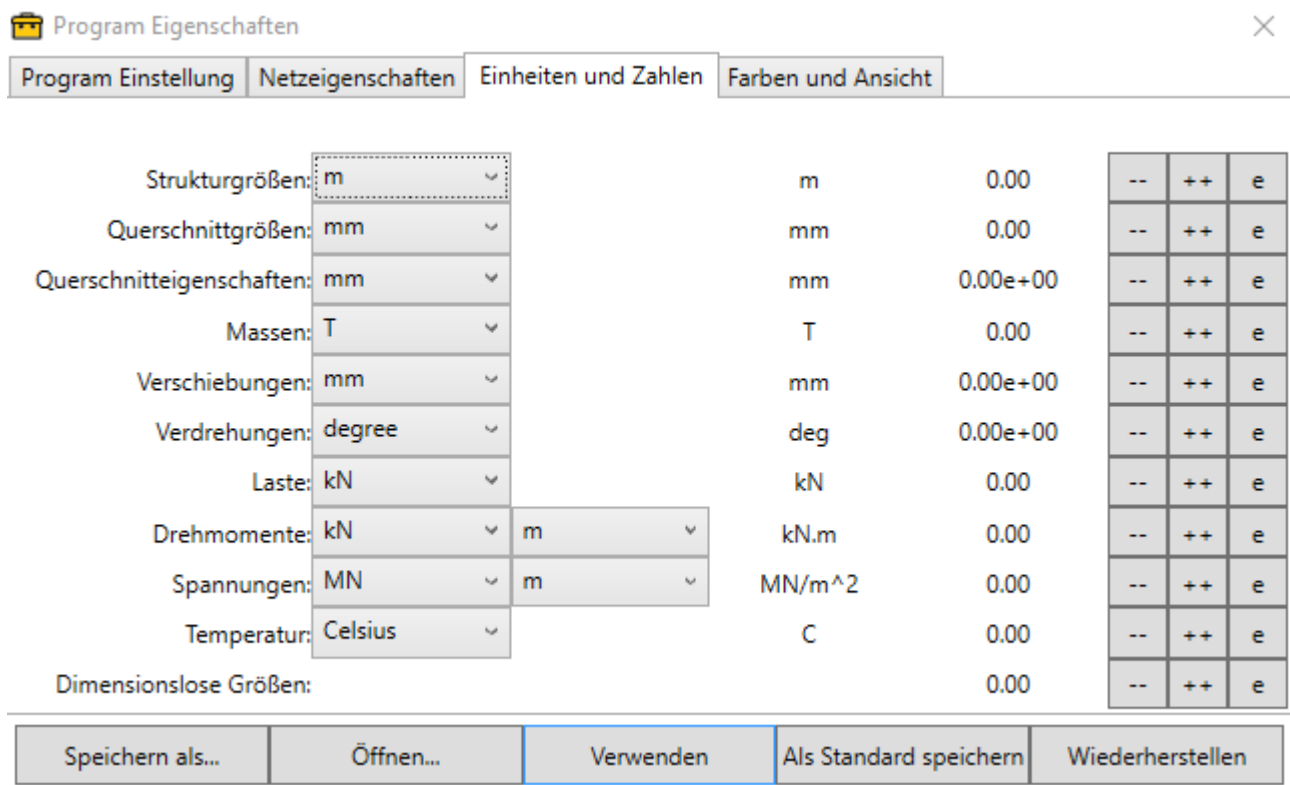 Program Eigenschaften
Program Einstellung Netzeigenschaften Einheiten und Zahlen Farben und Ansicht
Strukturgrößen: m m 0.00 -- ++ e
Querschnittgrößen: mm mm 0.00 -- ++ e
Querschnitteigenschaften: mm mm 0.00e+00 -- ++ e
Massen: T T 0.00 -- ++ e
Verschiebungen: mm mm 0.00e+00 -- ++ e
Verdrehungen: degree deg 0.00e+00 -- ++ e
Laste: kN kN 0.00 -- ++ e
Drehmomente: kN m kN.m 0.00 -- ++ e
Spannungen: MN m MN/m^2 0.00 -- ++ e
Temperatur: Celsius C 0.00 -- ++ e
Dimensionslose Größen: 0.00 -- ++ e
Speichern als... Öffnen... Verwenden Als Standard speichern Wiederherstellen